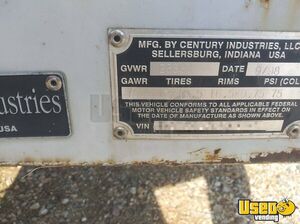 MFG. BY CENTURY INDUSTRIES, LLC
SELLERSBURG, INDIANA USA
GVWR DATE
GAWR TIRES RIMS PSI (COL
THIS VEHICLE CONFORMS TO ALL APPLICABLE FEDERAL
MOTOR VEHICLE SAFETY STANDARDS IN EFFECT ON
THE DATE OF MANUFACTURE SHOWN ABOVE.
VIN
dustries
USA
Used
Vending